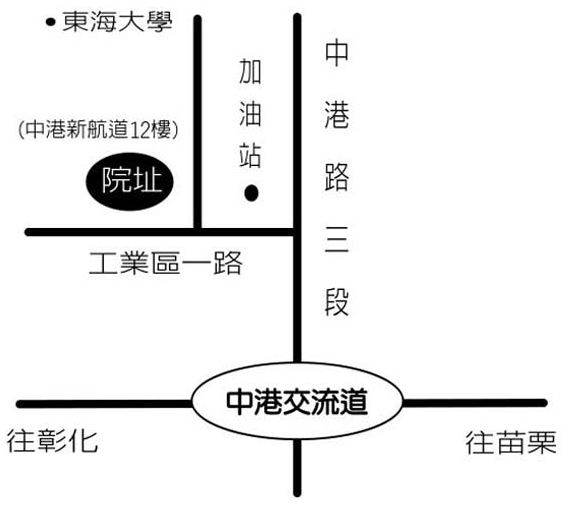 •東海大學
加油站
中港路三段
(中港新航道12樓)
院址
工業區一路
中港交流道
往彰化
往苗栗